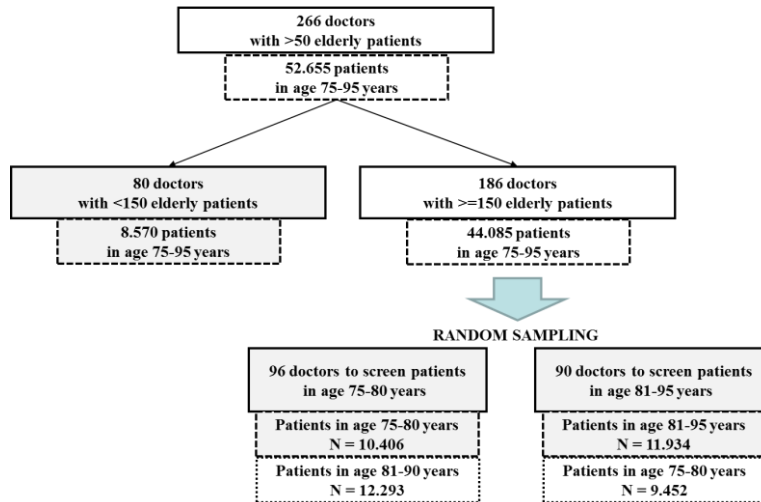 266 doctors
with >50 elderly patients
52.655 patients
in age 75-95 years
80 doctors
with <150 elderly patients
8.570 patients
in age 75-95 years
186 doctors
with >=150 elderly patients
44.085 patients
in age 75-95 years
RANDOM SAMPLING
96 doctors to screen patients
in age 75-80 years
Patients in age 75-80 years
N = 10.406
Patients in age 81-90 years
N = 12.293
90 doctors to screen patients
in age 81-95 years
Patients in age 81-95 years
N = 11.934
Patients in age 75-80 years
N = 9.452